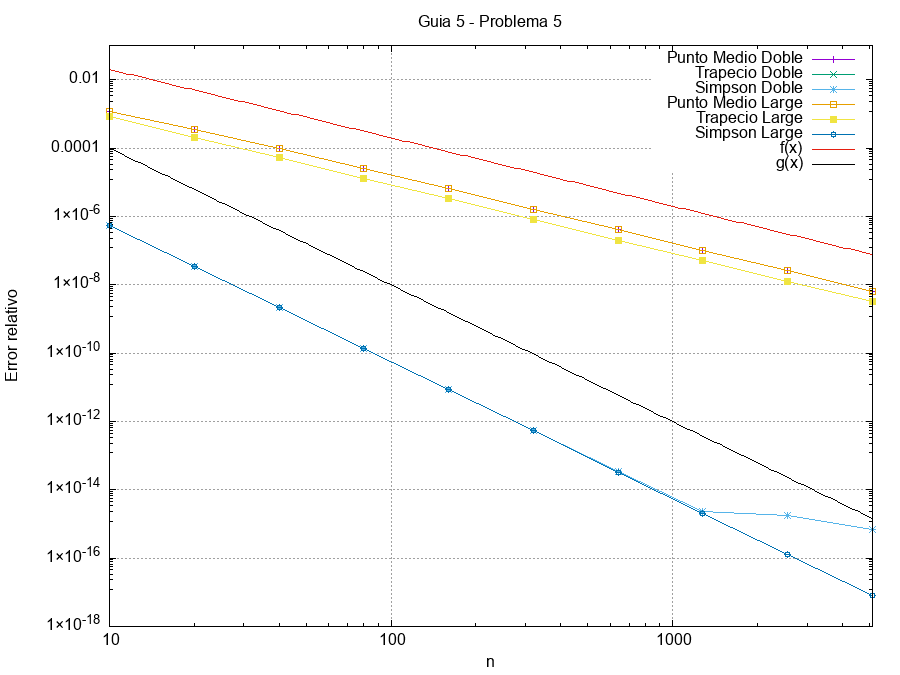 Guia 5 - Problema 5
Punto Medio Doble
Trapecio Doble
Simpson Doble
Punto Medio Large
Trapecio Large
Simpson Large
f(x)
g(x)
0.01
0.0001
1×10⁻⁶
1×10⁻⁸
1×10⁻¹⁰
1×10⁻¹²
1×10⁻¹⁴
1×10⁻¹⁶
1×10⁻¹⁸
Error relativo
10 100 1000
n